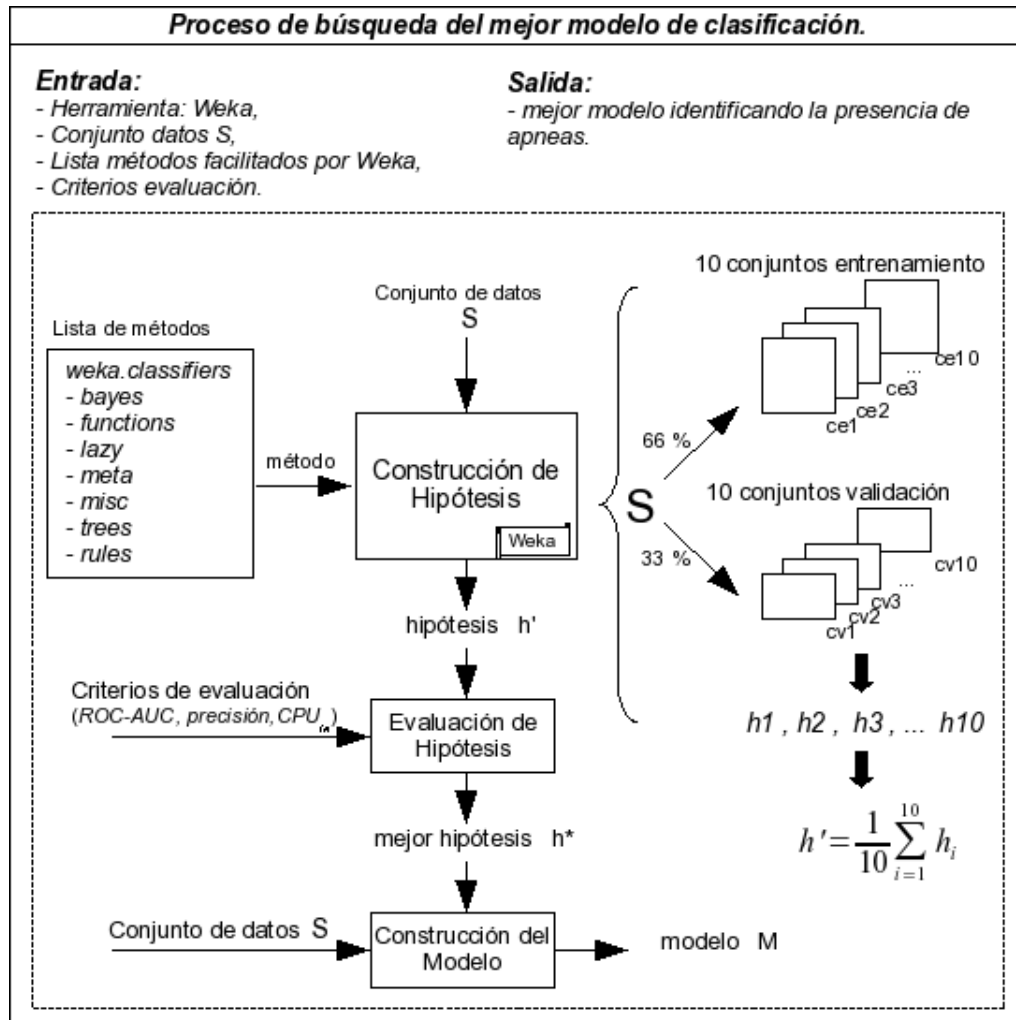 Proceso de búsqueda del mejor modelo de clasificación.
Entrada:
- Herramienta: Weka,
- Conjunto datos S,
- Lista métodos facilitados por Weka,
- Criterios evaluación.
Salida:
- mejor modelo identificando la presencia de
apneas.
Lista de métodos
weka.classifiers
- bayes
- functions
- lazy
- meta
- misc
- trees
- rules
método
Conjunto de datos
S
Construcción de
Hipótesis
Weka
hipótesis h'
Criterios de evaluación
(ROC-AUC, precisión, CPU)
Evaluación de
Hipótesis
mejor hipótesis h*
Conjunto de datos S
Construcción del
Modelo
modelo M
S
66 %
33 %
10 conjuntos entrenamiento
ce1
ce2
ce3
...
ce10
10 conjuntos validación
cv1
cv2
cv3
...
cv10
h1 , h2 , h3 , ... h10
h'=1/10 ∑_{i=1}^{10} h_i